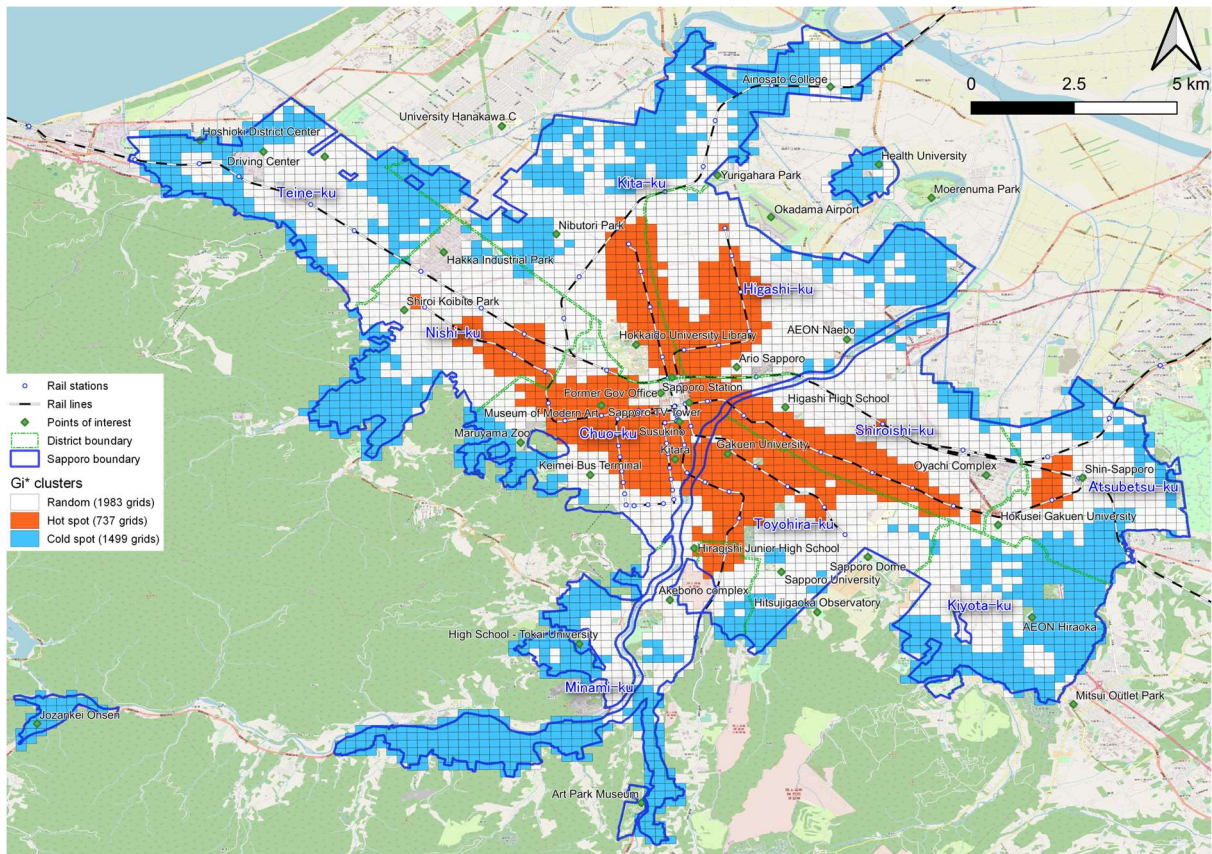 0 2.5 5 km
Ainosato College
University Hanakawa C
Hoshioki District Center
Driving Center
Health University
Teine-ku
Kita-ku
Yurigahara Park
Moerenuma Park
Okadama Airport
Nibutori Park
Hakka Industrial Park
Higashi-ku
Shiroi Koibito Park
Nishi-ku
Hokkaido University Library
AEON Naebo
Ario Sapporo
Sapporo Station
Former Gov Office
Museum of Modern Art
Sapporo TV Tower
Higashi High School
Maruyama Zoo
Chuo-ku
Susukino
Shiroishi-ku
Kitara
Gakuen University
Keimei Bus Terminal
Oyachi Complex
Shin-Sapporo
Atsubetsu-ku
Hokusei Gakuen University
Toyohira-ku
Hiragishi Junior High School
Sapporo Dome
Sapporo University
Akebono complex
Hitsujigaoka Observatory
Kiyota-ku
AEON Hiraoka
High School - Tokai University
Minami-ku
Mitsui Outlet Park
Jozankei Onsen
Art Park Museum
Rail stations
Rail lines
Points of interest
District boundary
Sapporo boundary
Gi* clusters
Random (1983 grids)
Hot spot (737 grids)
Cold spot (1499 grids)